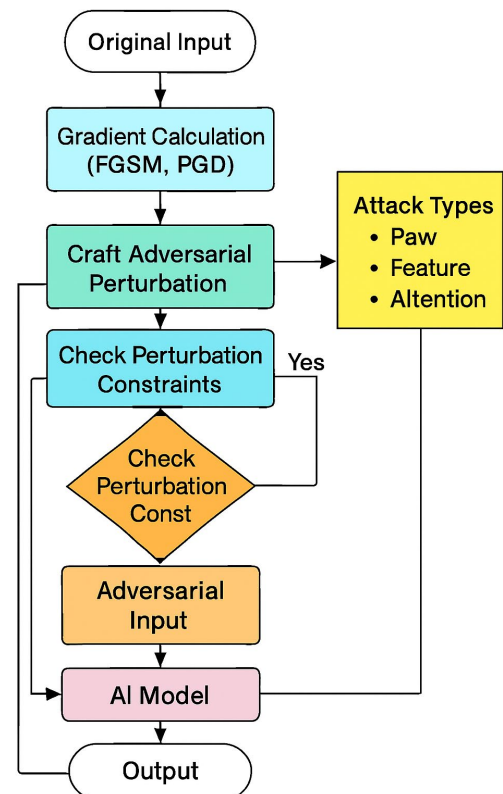 Original Input
Gradient Calculation
(FGSM, PGD)
Craft Adversarial
Perturbation
Attack Types
• Paw
• Feature
• Altention
Check Perturbation
Constraints
Yes
Check
Perturbation
Const
Adversarial
Input
AI Model
Output